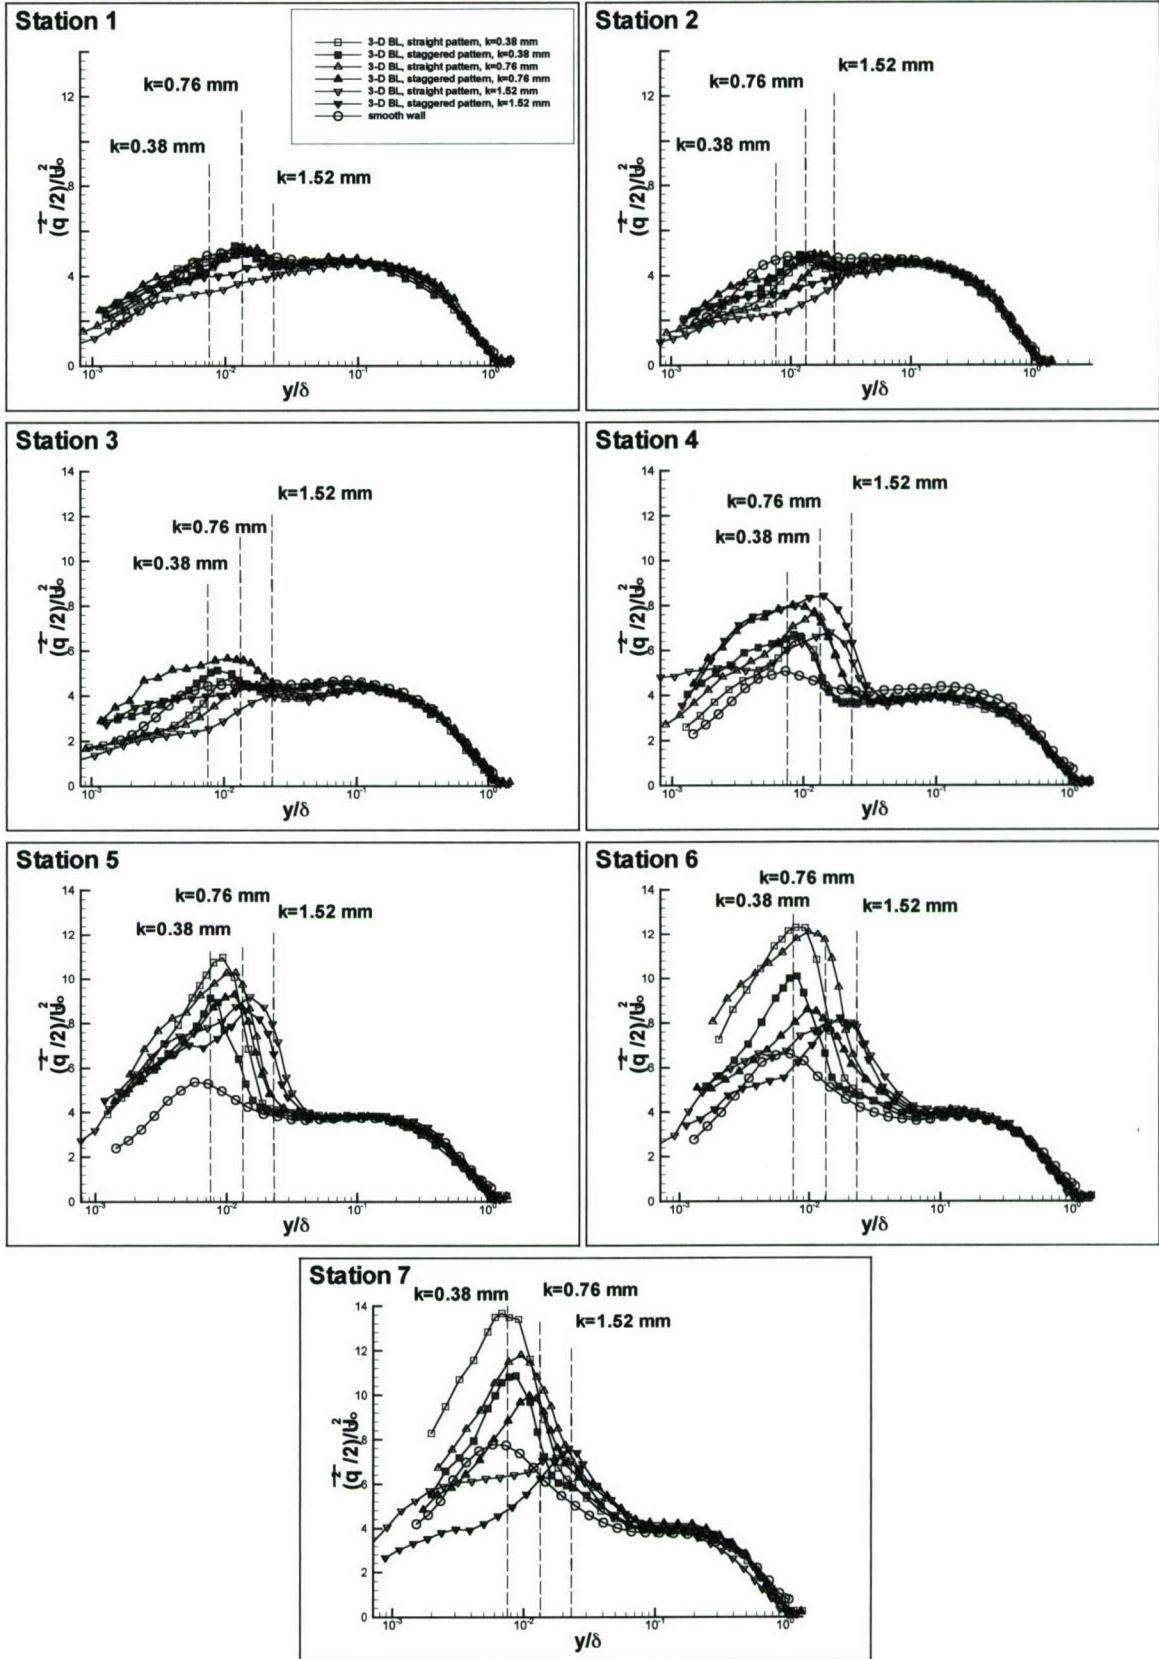 Station 1
3-D BL, straight pattern, k=0.38 mm
3-D BL, staggered pattern, k=0.38 mm
3-D BL, straight pattern, k=0.76 mm
3-D BL, staggered pattern, k=0.76 mm
3-D BL, straight pattern, k=1.52 mm
3-D BL, staggered pattern, k=1.52 mm
smooth wall
k=0.76 mm
k=0.38 mm
k=1.52 mm
12
8
4
0
10⁻³ 10⁻² 10⁻¹ 10⁰
y/δ
Station 2
k=1.52 mm
k=0.76 mm
k=0.38 mm
12
8
4
0
10⁻³ 10⁻² 10⁻¹ 10⁰
y/δ
Station 3
k=1.52 mm
k=0.76 mm
k=0.38 mm
14
12
10
8
6
4
2
0
10⁻³ 10⁻² 10⁻¹ 10⁰
y/δ
Station 4
k=1.52 mm
k=0.76 mm
k=0.38 mm
14
12
10
8
6
4
2
0
10⁻³ 10⁻² 10⁻¹ 10⁰
y/δ
Station 5
k=0.76 mm
k=1.52 mm
k=0.38 mm
14
12
10
8
6
4
2
0
10⁻³ 10⁻² 10⁻¹ 10⁰
y/δ
Station 6
k=0.76 mm
k=0.38 mm
k=1.52 mm
14
12
10
8
6
4
2
0
10⁻³ 10⁻² 10⁻¹ 10⁰
y/δ
Station 7
k=0.38 mm
k=0.76 mm
k=1.52 mm
14
12
10
8
6
4
2
0
10⁻³ 10⁻² 10⁻¹ 10⁰
y/δ